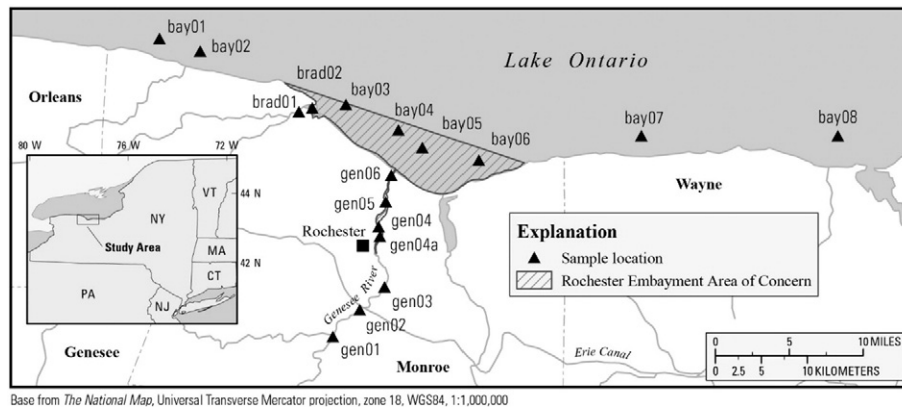 bay01
bay02
Lake Ontario
Orleans
brad02
bay03
brad01
bay04
bay05
bay06
bay07
bay08
80 W
76 W
72 W
gen06
Wayne
VT
44 N
gen05
NY
gen04
Rochester
gen04a
Study Area
MA
42 N
CT
PA
NJ
Explanation
Sample location
Rochester Embayment Area of Concern
Genesee River
gen03
gen02
gen01
Genesee
Monroe
Erie Canal
0 5 10 MILES
0 2.5 5 10 KILOMETERS
Base from The National Map, Universal Transverse Mercator projection, zone 18, WGS84, 1:1,000,000